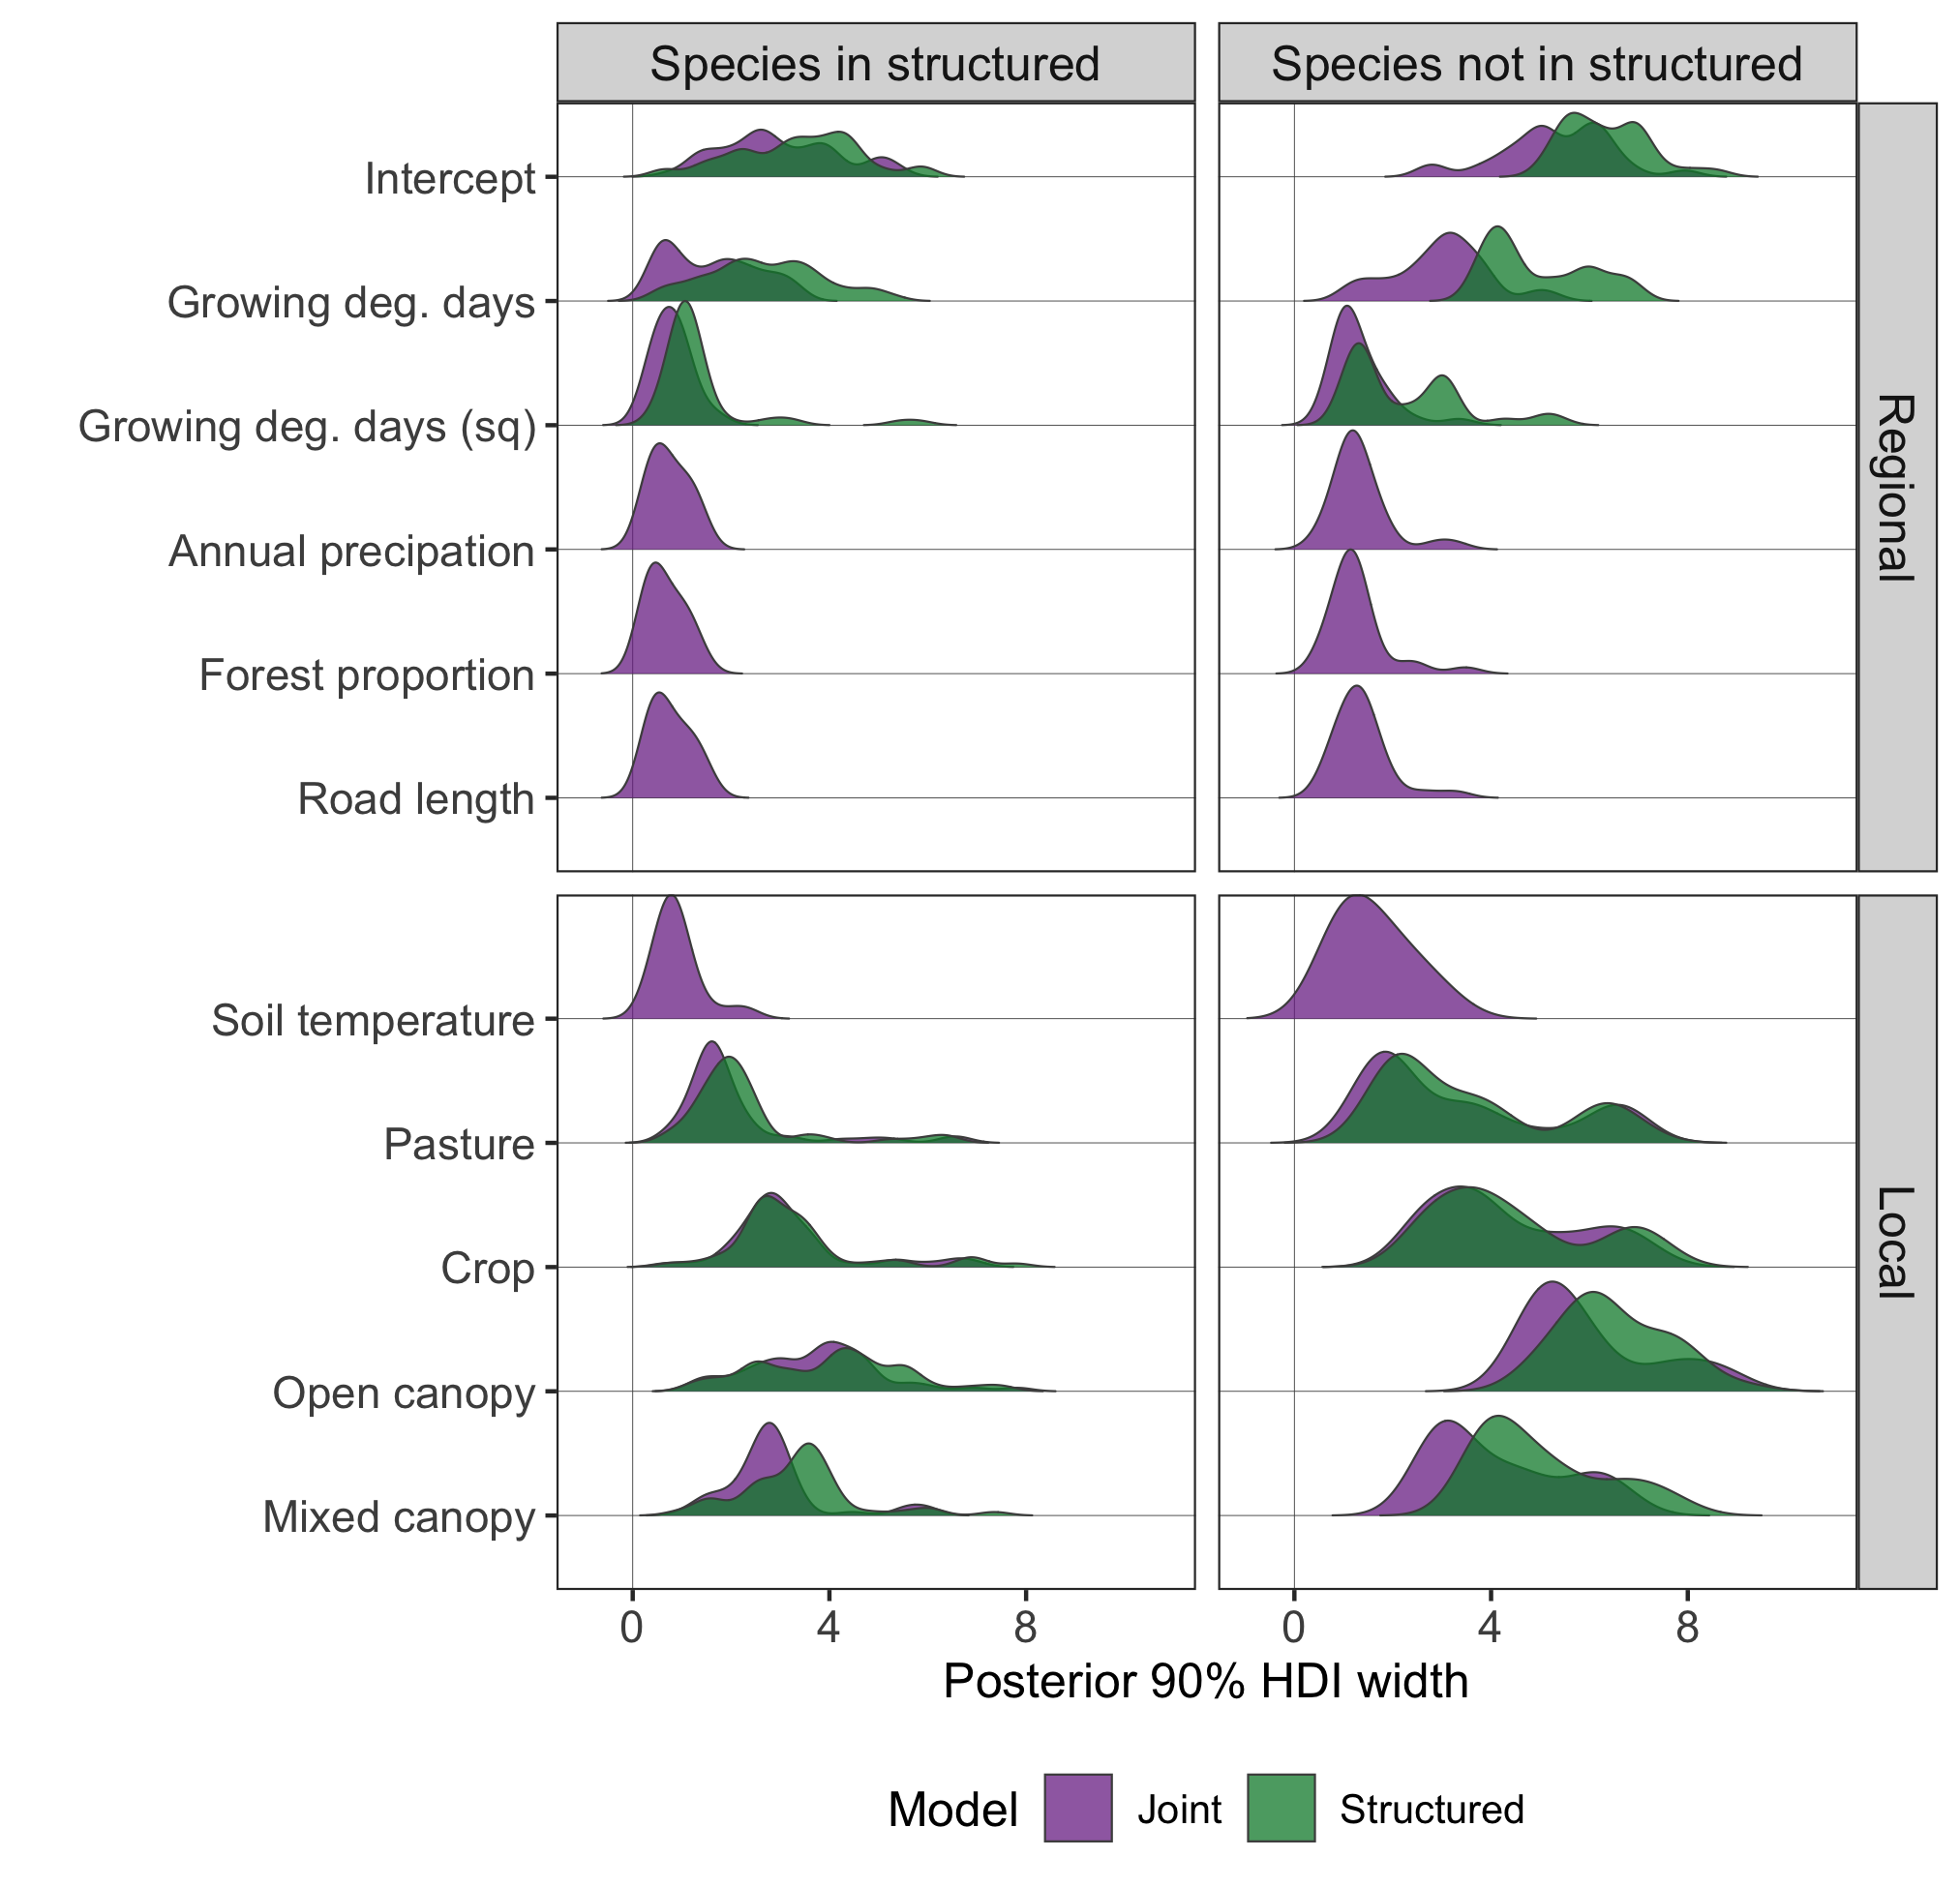 Species in structured
Species not in structured
Intercept
Growing deg. days
Growing deg. days (sq)
Annual precipation
Forest proportion
Road length
Regional
Soil temperature
Pasture
Crop
Open canopy
Mixed canopy
Local
0 4 8
0 4 8
Posterior 90% HDI width
Model Joint Structured